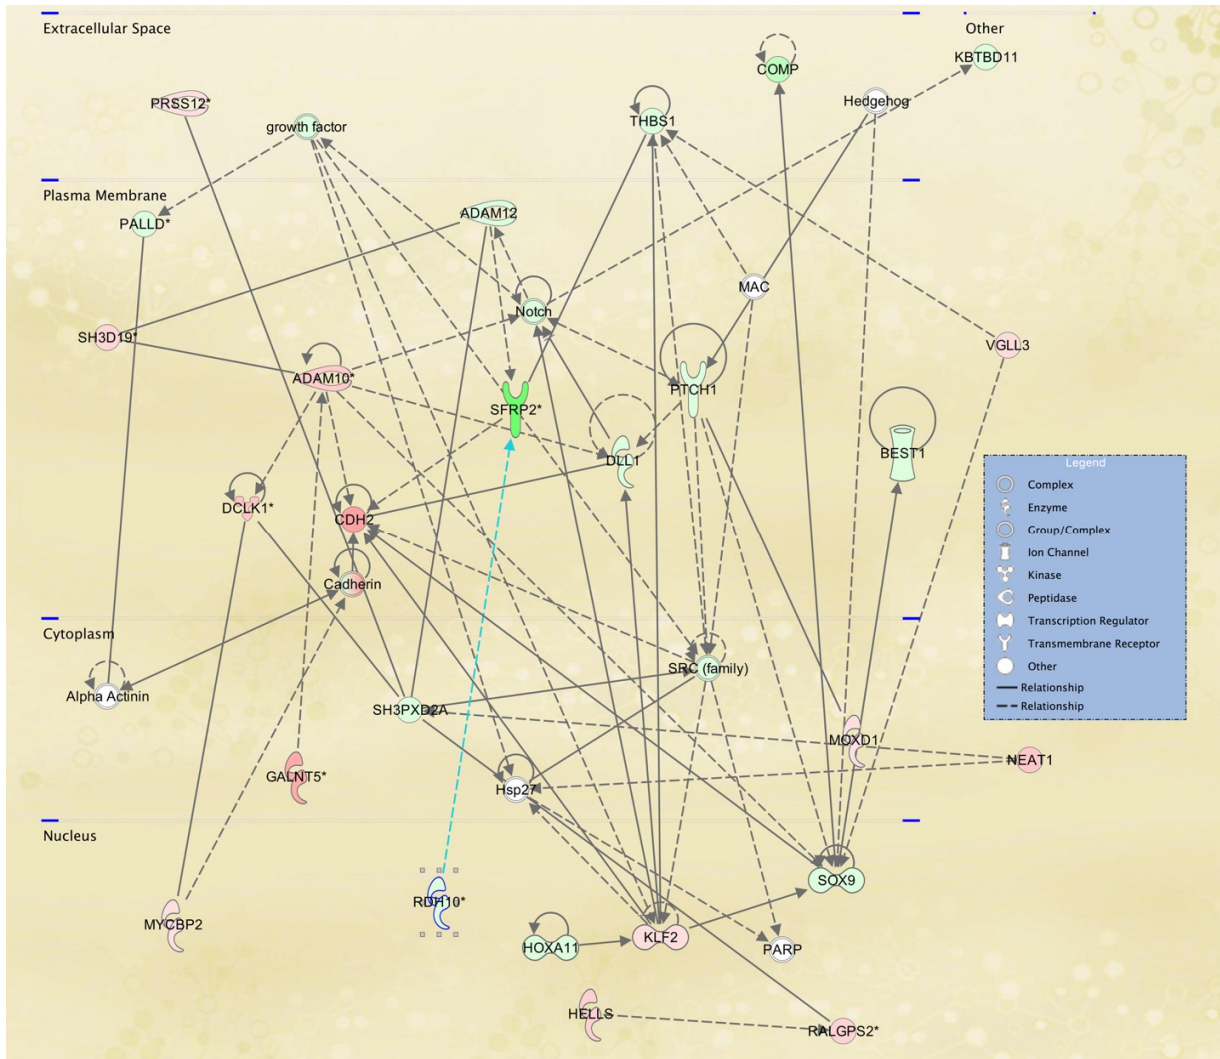 Extracellular Space
Other
KBTBD11
COMP
PRSS12*
Hedgehog
growth factor
THBS1
Plasma Membrane
PALLD*
ADAM12
MAC
Notch
SH3D19*
VGLL3
ADAM10*
PTCH1
SFRP2*
BEST1
DLL1
DCLK1*
CDH2
Cadherin
Legend
Complex
Enzyme
Group/Complex
Ion Channel
Kinase
Peptidase
Transcription Regulator
Transmembrane Receptor
Other
Relationship
Relationship
Cytoplasm
SRC (family)
Alpha Actinin
SH3PXD2A
MOXD1
NEAT1
GALNT5*
Hsp27
Nucleus
SOX9
RDH10*
MYCBP2
HOXA11
KLF2
PARP
HELLS
RALGPS2*